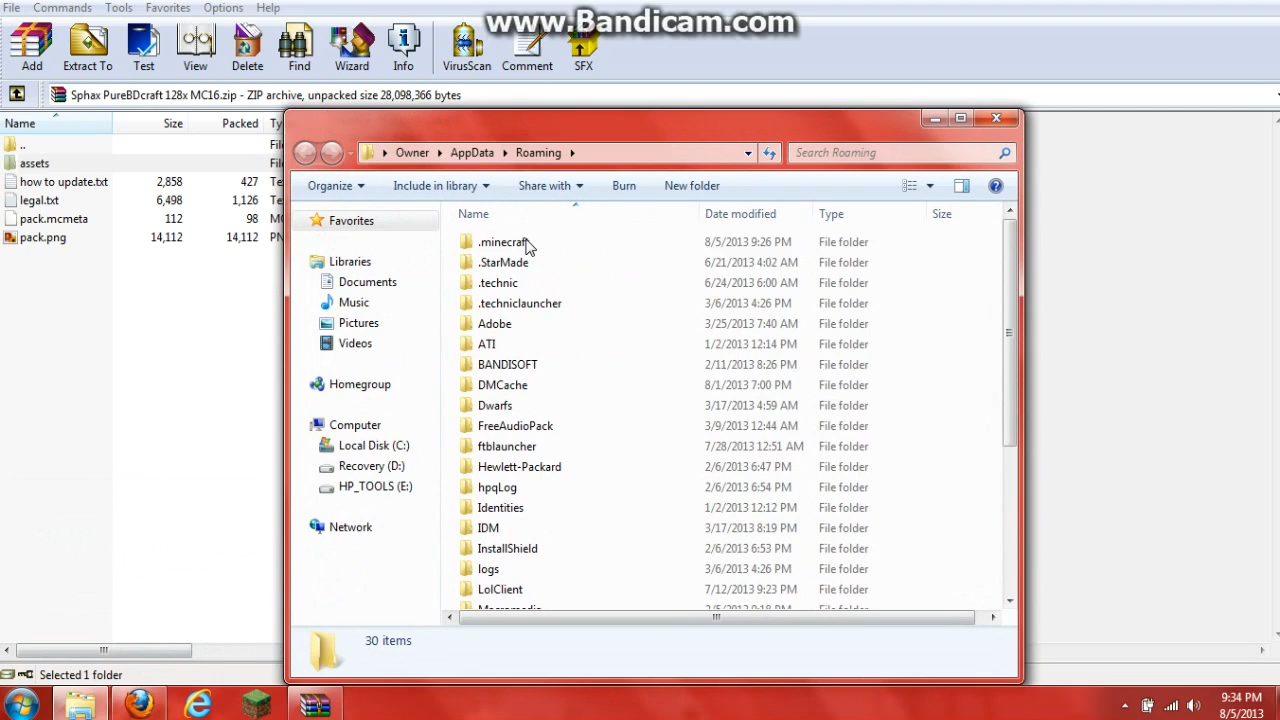 File Commands Tools Favorites Options Help
www.Bandicam.com
Add Extract To Test View Delete Find Wizard Info VirusScan Comment SFX
Sphax PureBDcraft 128x MC16.zip - ZIP archive, unpacked size 28,098,366 bytes
Name Size Packed
..
assets
how to update.txt 2,858 427
legal.txt 6,498 1,126
pack.mcmeta 112 98
pack.png 14,112 14,112
Selected 1 folder
Owner AppData Roaming
Search Roaming
Organize Include in library Share with Burn New folder
Favorites
Libraries
Documents
Music
Pictures
Videos
Homegroup
Computer
Local Disk (C:)
Recovery (D:)
HP_TOOLS (E:)
Network
Name Date modified Type Size
.minecraft 8/5/2013 9:26 PM File folder
.StarMade 6/21/2013 4:02 AM File folder
.technic 6/24/2013 6:00 AM File folder
.techniclauncher 3/6/2013 4:26 PM File folder
Adobe 3/25/2013 7:40 AM File folder
ATI 1/2/2013 12:14 PM File folder
BANDISOFT 2/11/2013 8:26 PM File folder
DMCache 8/1/2013 7:00 PM File folder
Dwarfs 3/17/2013 4:59 AM File folder
FreeAudioPack 3/9/2013 12:44 AM File folder
ftblauncher 7/28/2013 12:51 AM File folder
Hewlett-Packard 2/6/2013 6:47 PM File folder
hpqLog 2/6/2013 6:54 PM File folder
Identities 1/2/2013 12:12 PM File folder
IDM 3/17/2013 8:19 PM File folder
InstallShield 2/6/2013 6:53 PM File folder
logs 3/6/2013 4:26 PM File folder
LolClient 7/12/2013 9:23 PM File folder
30 items
9:34 PM
8/5/2013